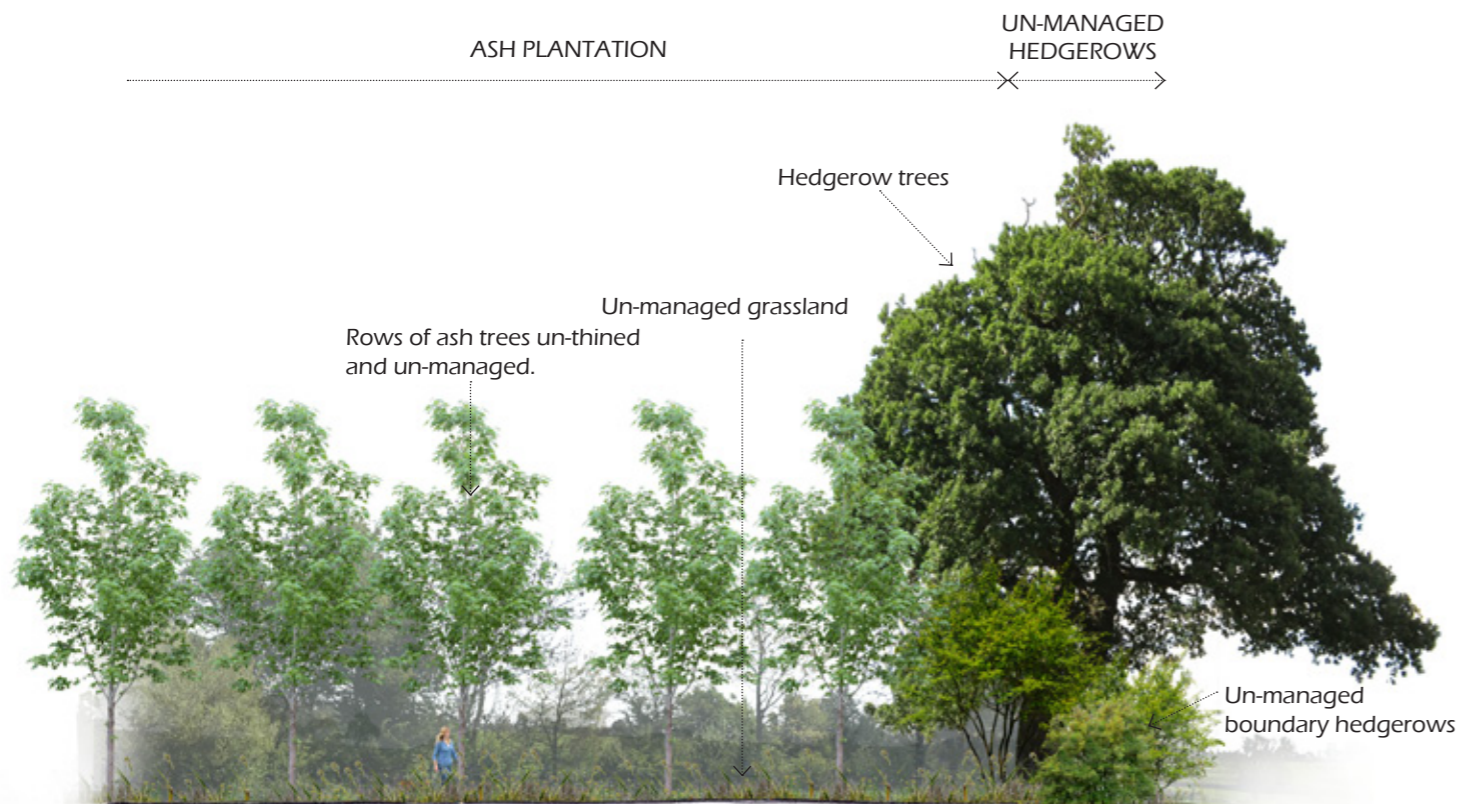 UN-MANAGED
HEDGEROWS
ASH PLANTATION
Hedgerow trees
Un-managed grassland
Rows of ash trees un-thined
and un-managed.
Un-managed
boundary hedgerows